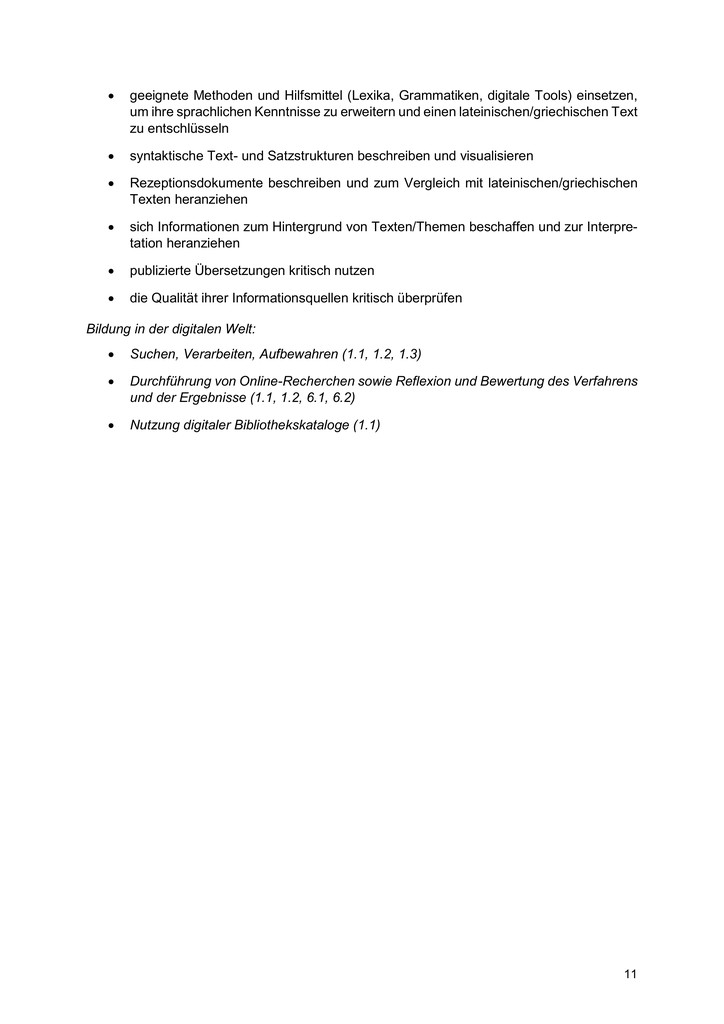 • geeignete Methoden und Hilfsmittel (Lexika, Grammatiken, digitale Tools) einsetzen,
um ihre sprachlichen Kenntnisse zu erweitern und einen lateinischen/griechischen Text
zu entschlüsseln
• syntaktische Text- und Satzstrukturen beschreiben und visualisieren
• Rezeptionsdokumente beschreiben und zum Vergleich mit lateinischen/griechischen
Texten heranziehen
• sich Informationen zum Hintergrund von Texten/Themen beschaffen und zur Interpre-
tation heranziehen
• publizierte Übersetzungen kritisch nutzen
• die Qualität ihrer Informationsquellen kritisch überprüfen
Bildung in der digitalen Welt:
• Suchen, Verarbeiten, Aufbewahren (1.1, 1.2, 1.3)
• Durchführung von Online-Recherchen sowie Reflexion und Bewertung des Verfahrens
und der Ergebnisse (1.1, 1.2, 6.1, 6.2)
• Nutzung digitaler Bibliothekskataloge (1.1)
11